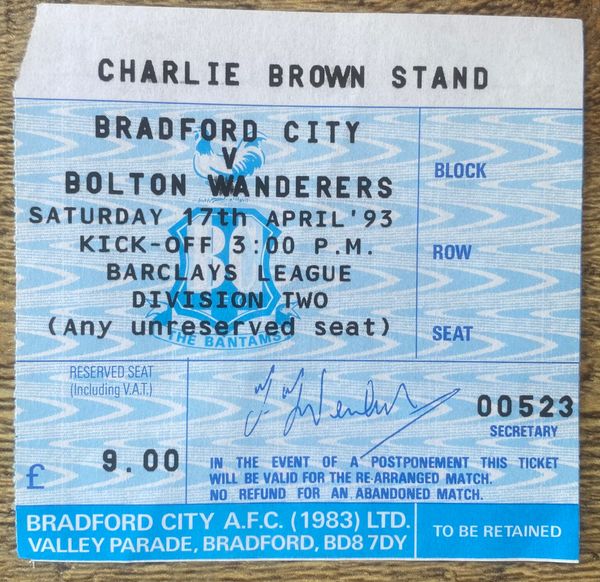 CHARLIE BROWN STAND
BRADFORD CITY
V
BOLTON WANDERERS
SATURDAY 17th APRIL '93
KICK-OFF 3:00 P.M.
BARCLAYS LEAGUE
DIVISION TWO
(Any unreserved seat)
THE BANTAMS
BLOCK
ROW
SEAT
RESERVED SEAT
(Including V.A.T.)
£ 9.00
00523
SECRETARY
IN THE EVENT OF A POSTPONEMENT THIS TICKET
WILL BE VALID FOR THE RE-ARRANGED MATCH.
NO REFUND FOR AN ABANDONED MATCH.
BRADFORD CITY A.F.C. (1983) LTD.
VALLEY PARADE, BRADFORD, BD8 7DY
TO BE RETAINED